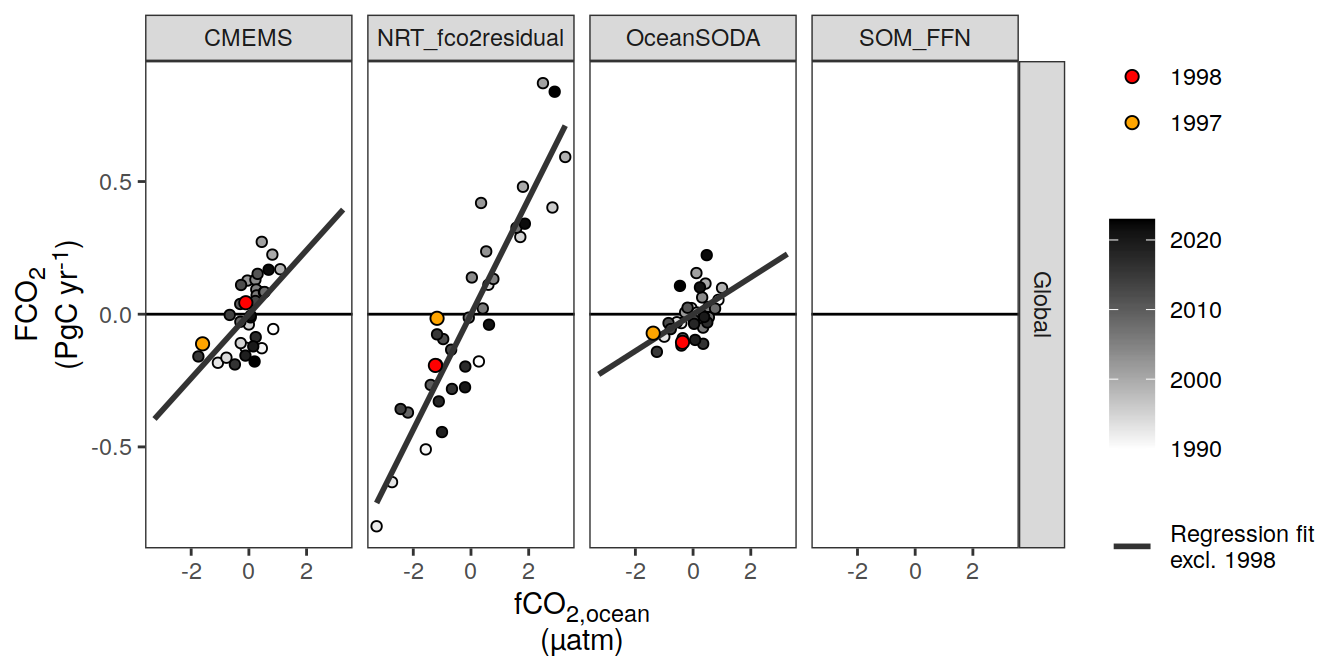 CMEMS NRT_fco2residual OceanSODA SOM_FFN
1998
1997
0.5
0.0
-0.5
FCO₂
(PgC yr⁻¹)
Global
2020
2010
2000
1990
Regression fit
excl. 1998
-2 0 2 -2 0 2 -2 0 2 -2 0 2
fCO₂,ocean
(µatm)